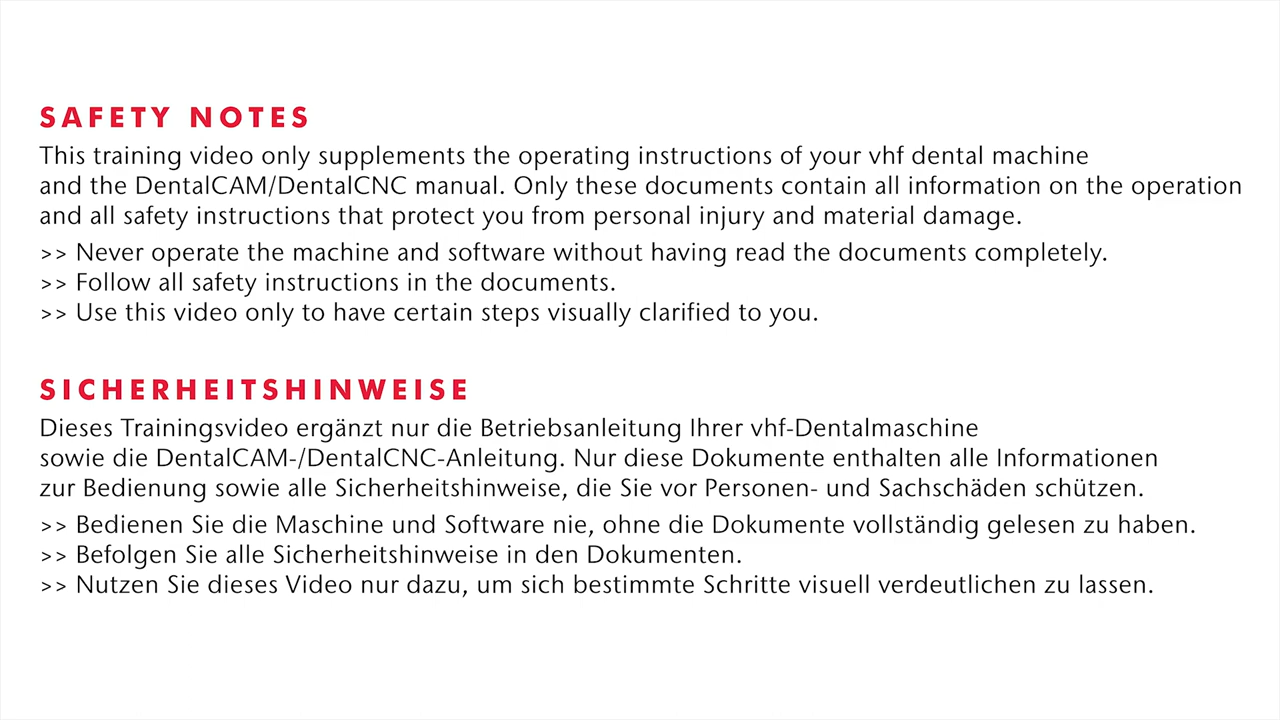 SAFETY NOTES
This training video only supplements the operating instructions of your vhf dental machine
and the DentalCAM/DentalCNC manual. Only these documents contain all information on the operation
and all safety instructions that protect you from personal injury and material damage.
>> Never operate the machine and software without having read the documents completely.
>> Follow all safety instructions in the documents.
>> Use this video only to have certain steps visually clarified to you.
SICHERHEITSHINWEISE
Dieses Trainingsvideo ergänzt nur die Betriebsanleitung Ihrer vhf-Dentalmaschine
sowie die DentalCAM-/DentalCNC-Anleitung. Nur diese Dokumente enthalten alle Informationen
zur Bedienung sowie alle Sicherheitshinweise, die Sie vor Personen- und Sachschäden schützen.
>> Bedienen Sie die Maschine und Software nie, ohne die Dokumente vollständig gelesen zu haben.
>> Befolgen Sie alle Sicherheitshinweise in den Dokumenten.
>> Nutzen Sie dieses Video nur dazu, um sich bestimmte Schritte visuell verdeutlichen zu lassen.